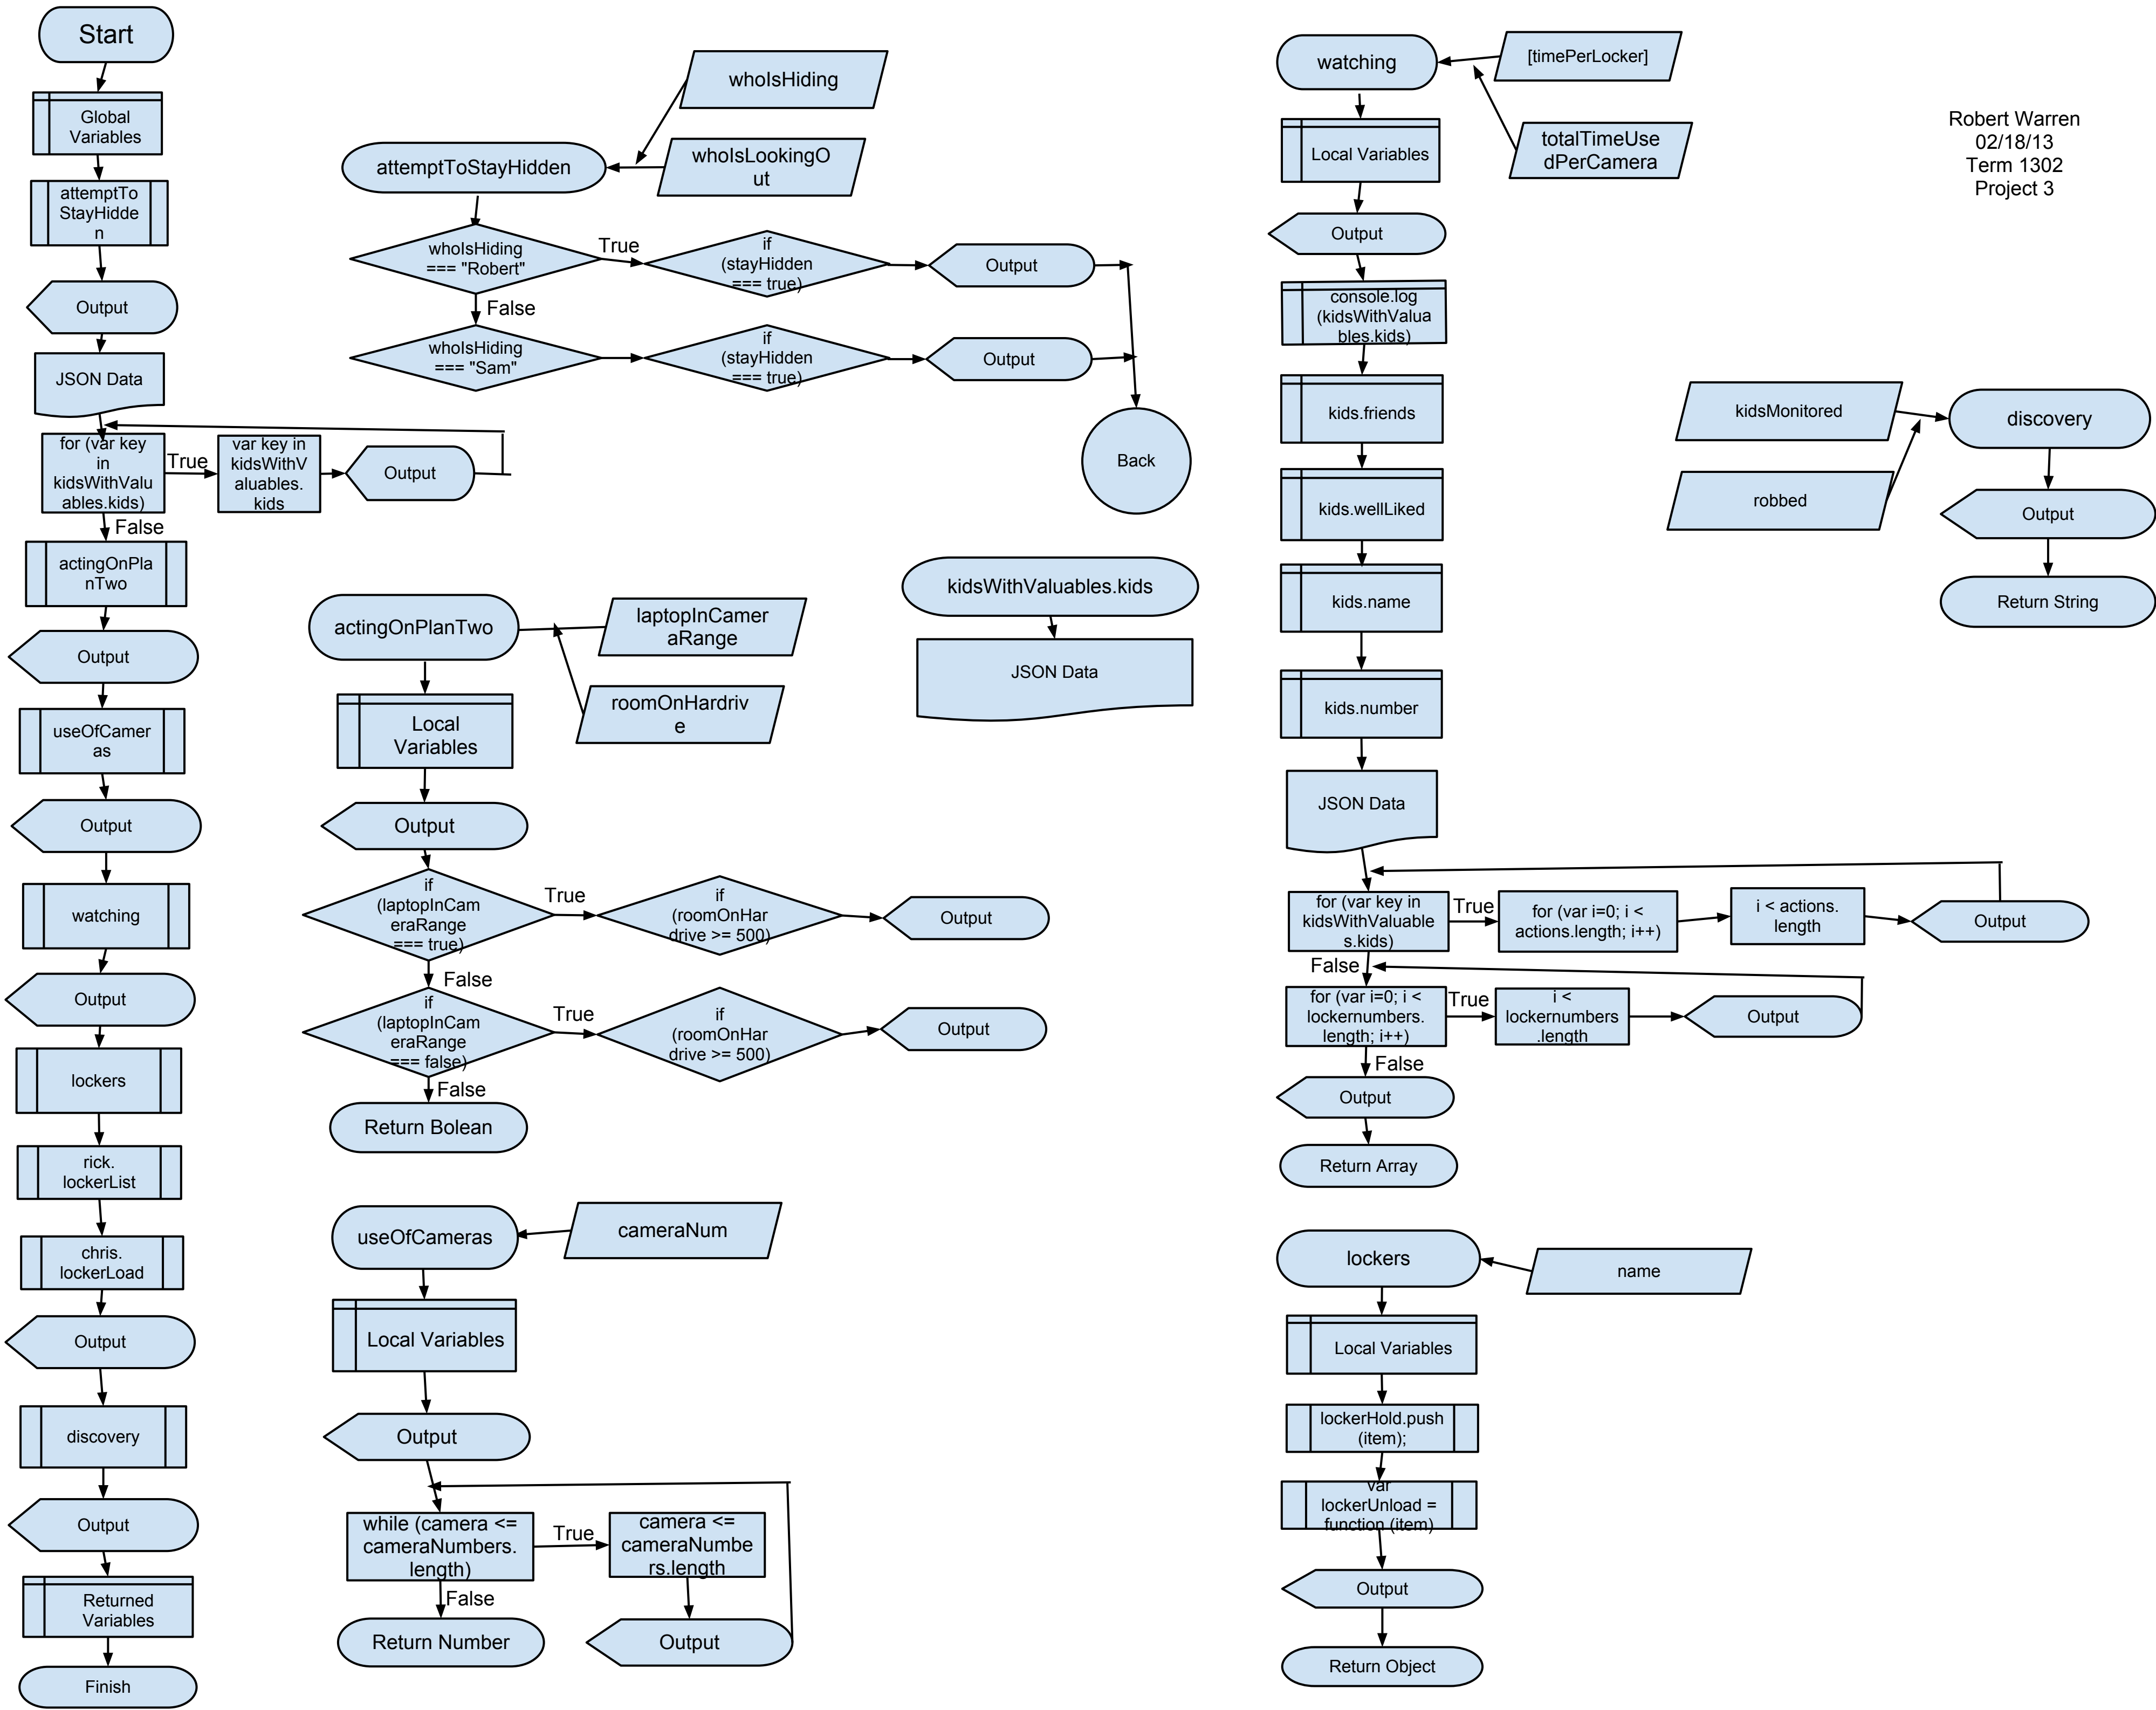 Start
Global
Variables
attemptTo
StayHidde
n
Output
JSON Data
for (var key
in
kidsWithValu
ables.kids)
True
var key in
kidsWithV
aluables.
kids
Output
False
actingOnPla
nTwo
Output
useOfCamer
as
Output
watching
Output
lockers
rick.
lockerList
chris.
lockerLoad
Output
discovery
Output
Returned
Variables
Finish
whoIsHiding
attemptToStayHidden
whoIsLookingO
ut
whoIsHiding
=== "Robert"
True
if
(stayHidden
=== true)
Output
False
whoIsHiding
=== "Sam"
if
(stayHidden
=== true)
Output
Back
kidsWithValuables.kids
JSON Data
actingOnPlanTwo
laptopInCamer
aRange
roomOnHardriv
e
Local
Variables
Output
if
(laptopInCam
eraRange
=== true)
True
if
(roomOnHar
drive >= 500)
Output
False
if
(laptopInCam
eraRange
=== false)
True
if
(roomOnHar
drive >= 500)
Output
False
Return Bolean
useOfCameras
cameraNum
Local Variables
Output
while (camera <=
cameraNumbers.
length)
True
camera <=
cameraNumbe
rs.length
False
Return Number
Output
watching
[timePerLocker]
totalTimeUse
dPerCamera
Local Variables
Output
console.log
(kidsWithValua
bles.kids)
kids.friends
kids.wellLiked
kids.name
kids.number
JSON Data
for (var key in
kidsWithValuable
s.kids)
True
for (var i=0; i <
actions.length; i++)
i < actions.
length
Output
False
for (var i=0; i <
lockernumbers.
length; i++)
True
i <
lockernumbers
.length
Output
False
Output
Return Array
lockers
name
Local Variables
lockerHold.push
(item);
var
lockerUnload =
function (item)
Output
Return Object
Robert Warren
02/18/13
Term 1302
Project 3
kidsMonitored
discovery
robbed
Output
Return String